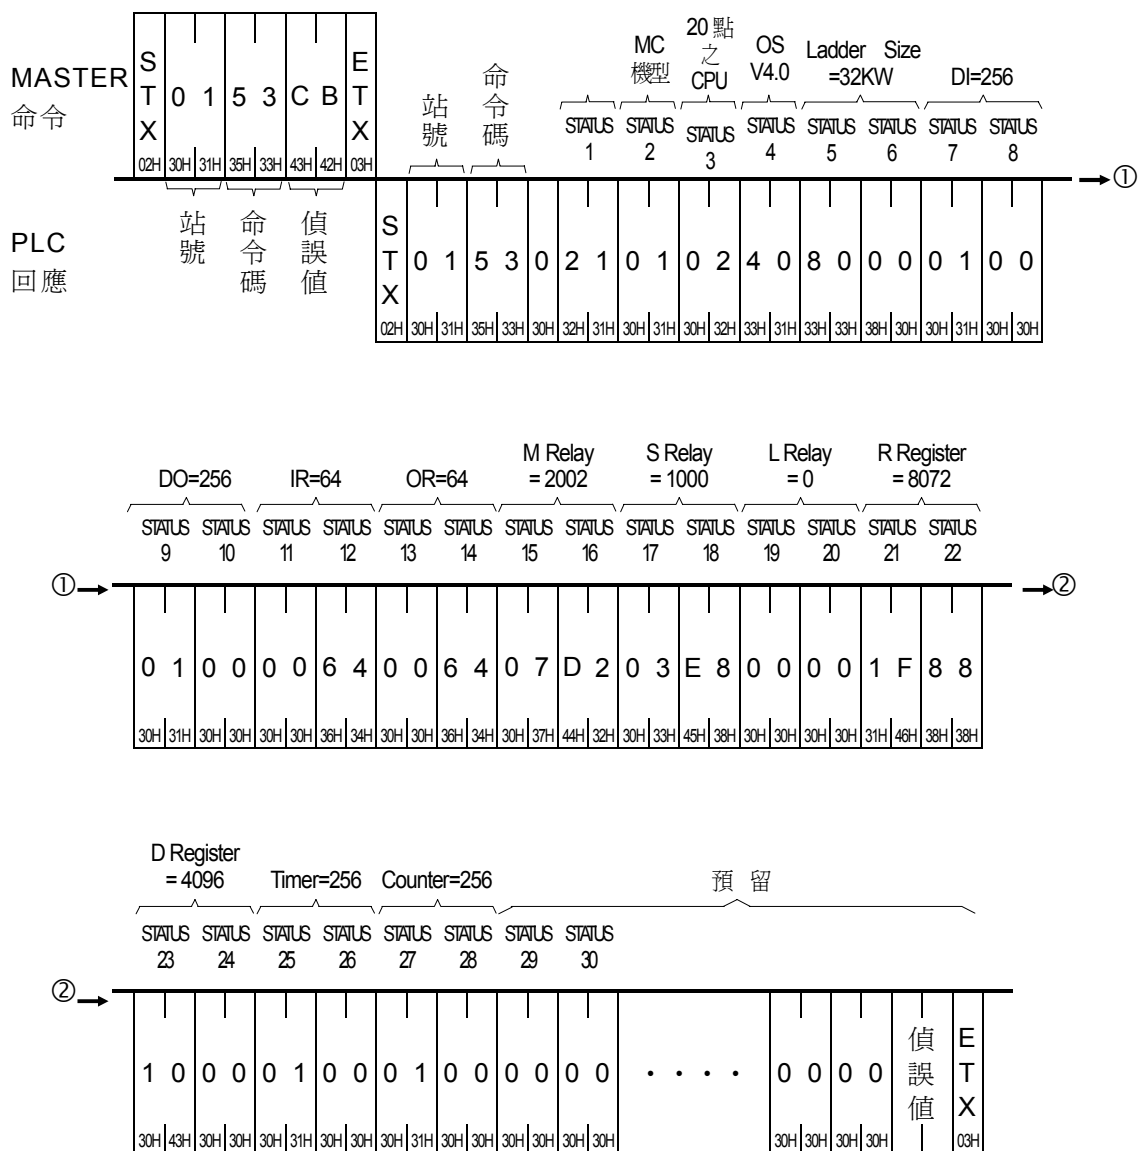 MASTER
命令
S T X
0 1 5 3 C B
E T X
02H 30H 31H 35H 33H 43H 42H 03H
站號
命令碼
偵誤值
站號
命令碼
MC 機型
20 點之 CPU
OS V4.0
Ladder Size =32KW
DI=256
STATUS 1
STATUS 2
STATUS 3
STATUS 4
STATUS 5
STATUS 6
STATUS 7
STATUS 8
①
PLC
回應
S T X
0 1 5 3 0 2 1 0 1 0 2 4 0 8 0 0 0 0 1 0 0
02H 30H 31H 35H 33H 30H 32H 31H 30H 31H 30H 32H 33H 31H 33H 33H 38H 30H 30H 31H 30H 30H
DO=256
IR=64
OR=64
M Relay = 2002
S Relay = 1000
L Relay = 0
R Register = 8072
STATUS 9
STATUS 10
STATUS 11
STATUS 12
STATUS 13
STATUS 14
STATUS 15
STATUS 16
STATUS 17
STATUS 18
STATUS 19
STATUS 20
STATUS 21
STATUS 22
①
②
0 1 0 0 0 0 6 4 0 0 6 4 0 7 D 2 0 3 E 8 0 0 0 0 1 F 8 8
30H 31H 30H 30H 30H 30H 36H 34H 30H 30H 36H 34H 30H 37H 44H 32H 30H 33H 45H 38H 30H 30H 30H 30H 31H 46H 38H 38H
D Register = 4096
Timer=256
Counter=256
預 留
STATUS 23
STATUS 24
STATUS 25
STATUS 26
STATUS 27
STATUS 28
STATUS 29
STATUS 30
②
1 0 0 0 0 1 0 0 0 1 0 0 0 0 0 0 · · · · 0 0 0 0
偵誤值
E T X
30H 43H 30H 30H 30H 31H 30H 30H 30H 31H 30H 30H 30H 30H 30H 30H 30H 30H 30H 30H 03H